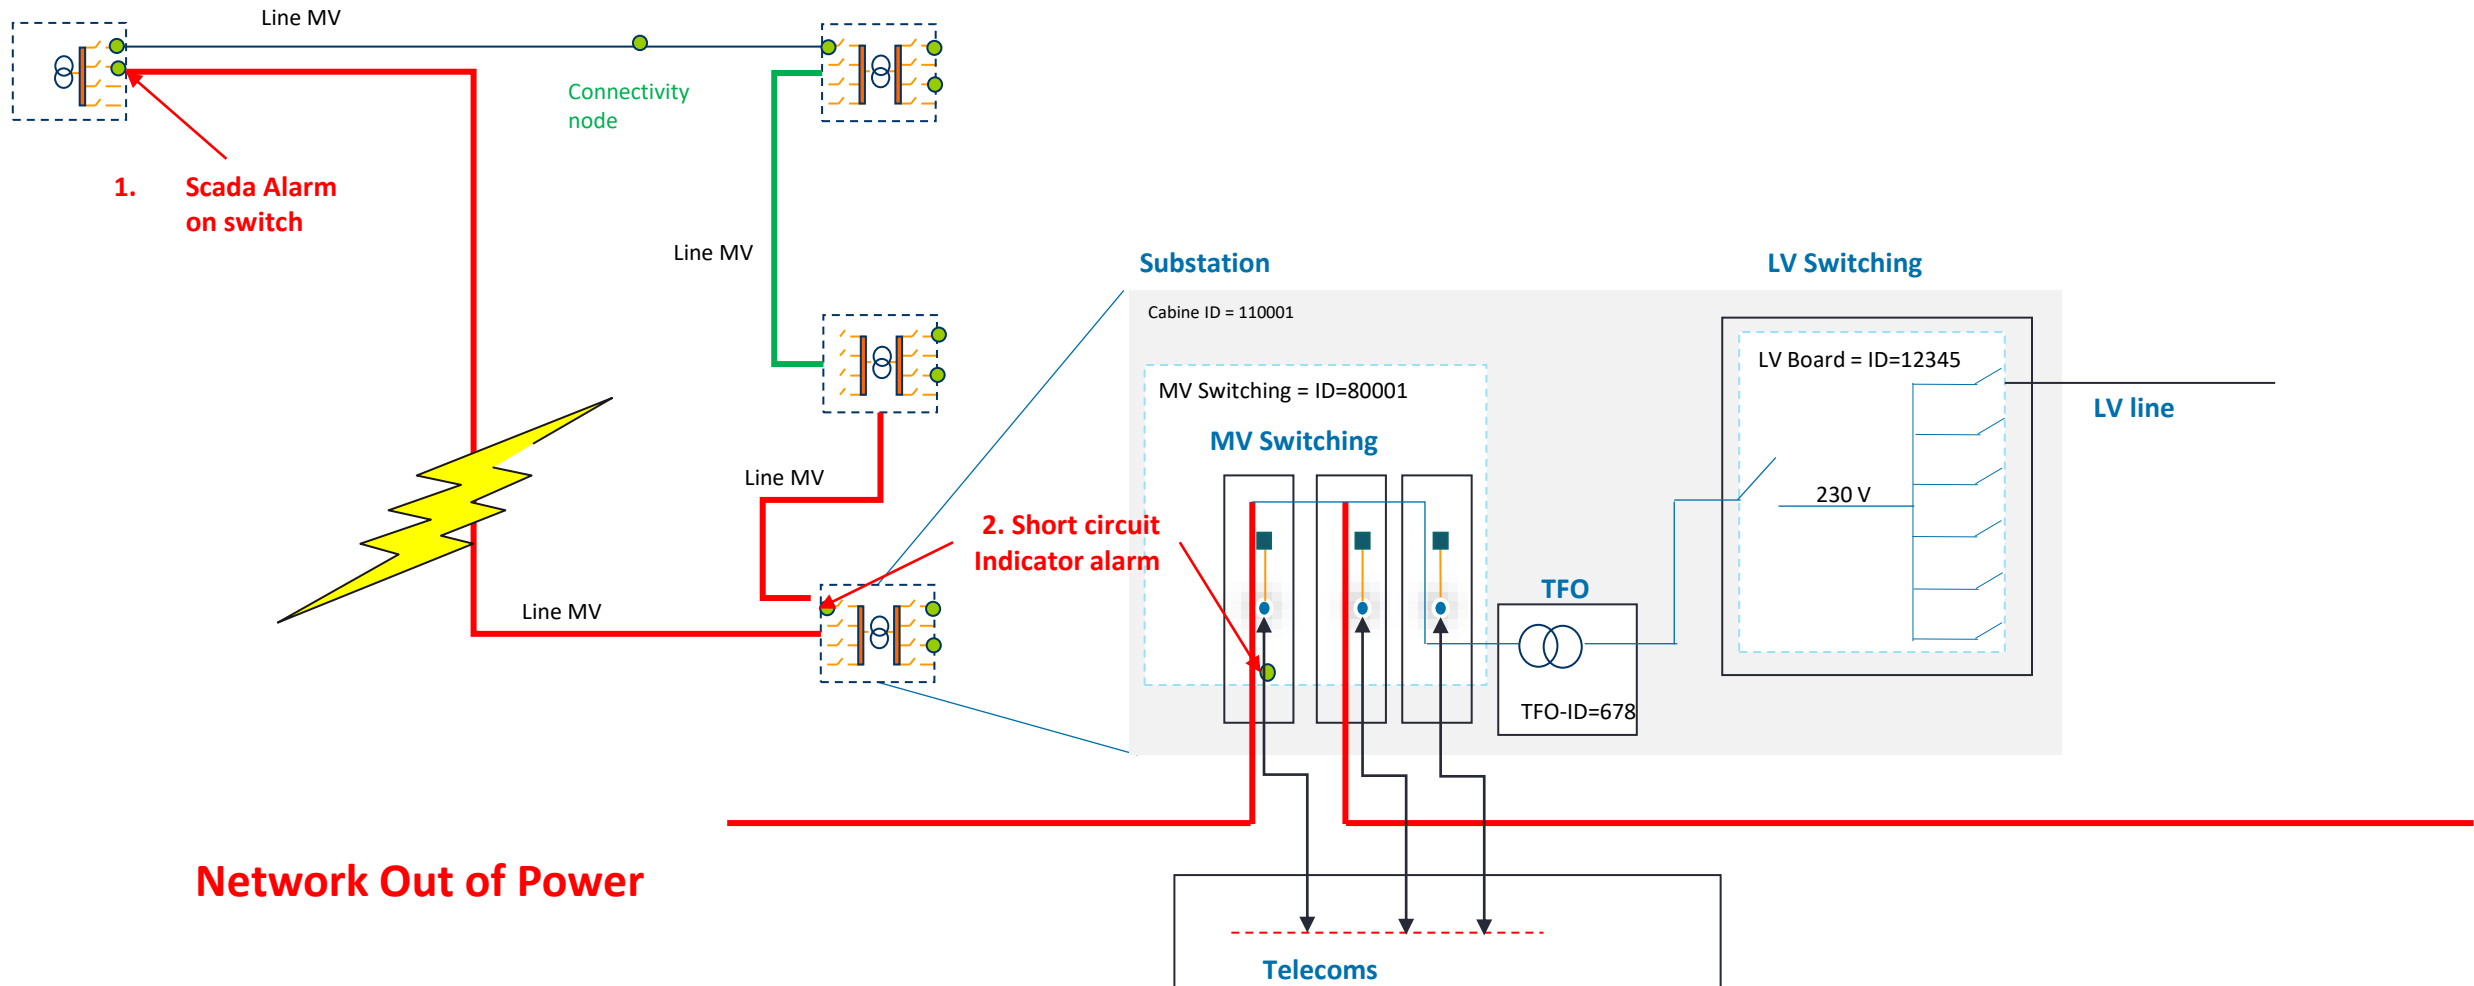 Line MV
Connectivity
node
1. Scada Alarm
on switch
Line MV
Substation
LV Switching
Cabine ID = 110001
LV Board = ID=12345
MV Switching = ID=80001
LV line
MV Switching
Line MV
230 V
2. Short circuit
Indicator alarm
TFO
Line MV
TFO-ID=678
Network Out of Power
Telecoms